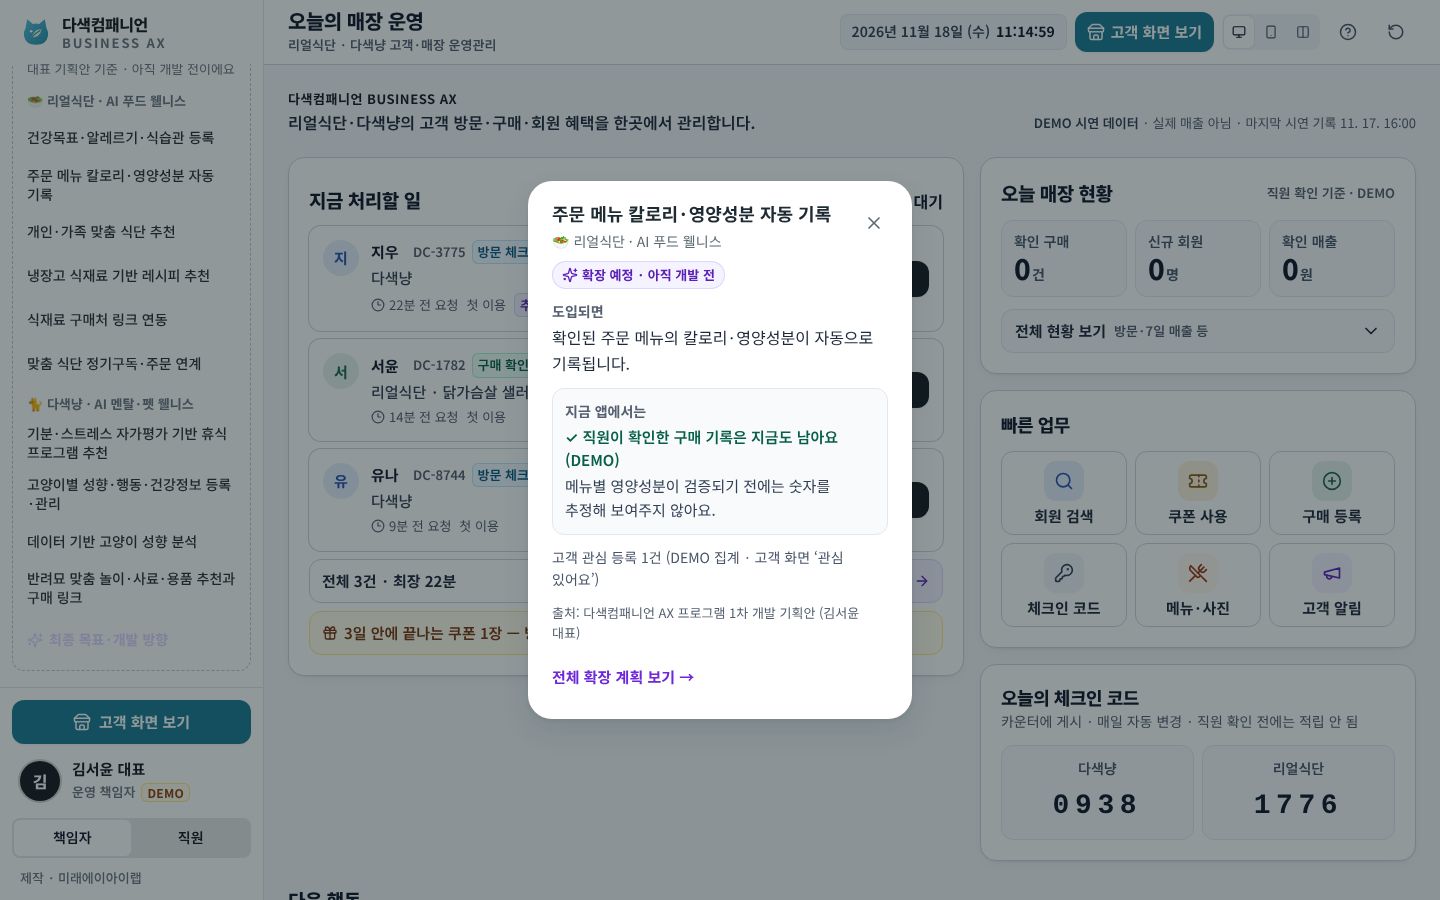 다색컴패니언
BUSINESS AX
대표 기획안 기준 · 아직 개발 전이에요
리얼식단 · AI 푸드 웰니스
건강목표·알레르기·식습관 등록
주문 메뉴 칼로리·영양성분 자동
기록
개인·가족 맞춤 식단 추천
냉장고 식재료 기반 레시피 추천
식재료 구매처 링크 연동
맞춤 식단 정기구독·주문 연계
다색냥 · AI 멘탈·펫 웰니스
기분·스트레스 자가평가 기반 휴식
프로그램 추천
고양이별 성향·행동·건강정보 등록
·관리
데이터 기반 고양이 성향 분석
반려묘 맞춤 놀이·사료·용품 추천과
구매 링크
최종 목표·개발 방향
고객 화면 보기
김
김서윤 대표
운영 책임자 DEMO
책임자 직원
제작 · 미래에이아이랩
오늘의 매장 운영
리얼식단 · 다색냥 고객·매장 운영관리
2026년 11월 18일 (수) 11:14:59
고객 화면 보기
다색컴패니언 BUSINESS AX
리얼식단·다색냥의 고객 방문·구매·회원 혜택을 한곳에서 관리합니다.
DEMO 시연 데이터 · 실제 매출 아님 · 마지막 시연 기록 11. 17. 16:00
지금 처리할 일
대기
지 지우 DC-3775 방문 체크
다색냥
22분 전 요청 첫 이용
서 서윤 DC-1782 구매 확인
리얼식단 · 닭가슴살 샐러
14분 전 요청 첫 이용
유 유나 DC-8744 방문 체크
다색냥
9분 전 요청 첫 이용
전체 3건 · 최장 22분 →
3일 안에 끝나는 쿠폰 1장 —
주문 메뉴 칼로리·영양성분 자동 기록
리얼식단 · AI 푸드 웰니스
확장 예정 · 아직 개발 전
도입되면
확인된 주문 메뉴의 칼로리·영양성분이 자동으로
기록됩니다.
지금 앱에서는
✓ 직원이 확인한 구매 기록은 지금도 남아요
(DEMO)
메뉴별 영양성분이 검증되기 전에는 숫자를
추정해 보여주지 않아요.
고객 관심 등록 1건 (DEMO 집계 · 고객 화면 ‘관심
있어요’)
출처: 다색컴패니언 AX 프로그램 1차 개발 기획안 (김서윤
대표)
전체 확장 계획 보기 →
오늘 매장 현황
직원 확인 기준 · DEMO
확인 구매 신규 회원 확인 매출
0건 0명 0원
전체 현황 보기 방문·7일 매출 등
빠른 업무
회원 검색 쿠폰 사용 구매 등록
체크인 코드 메뉴·사진 고객 알림
오늘의 체크인 코드
카운터에 게시 · 매일 자동 변경 · 직원 확인 전에는 적립 안 됨
다색냥 리얼식단
0938 1776
다음 행동